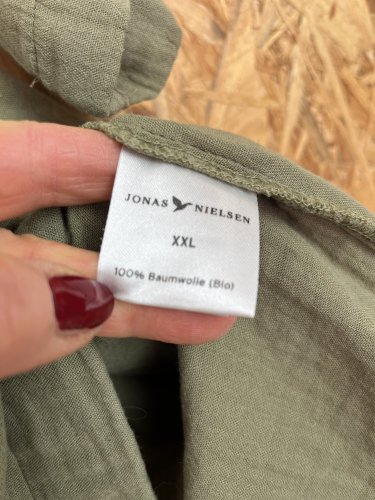 JONAS NIELSEN
XXL
100% Baumwolle (Bio)